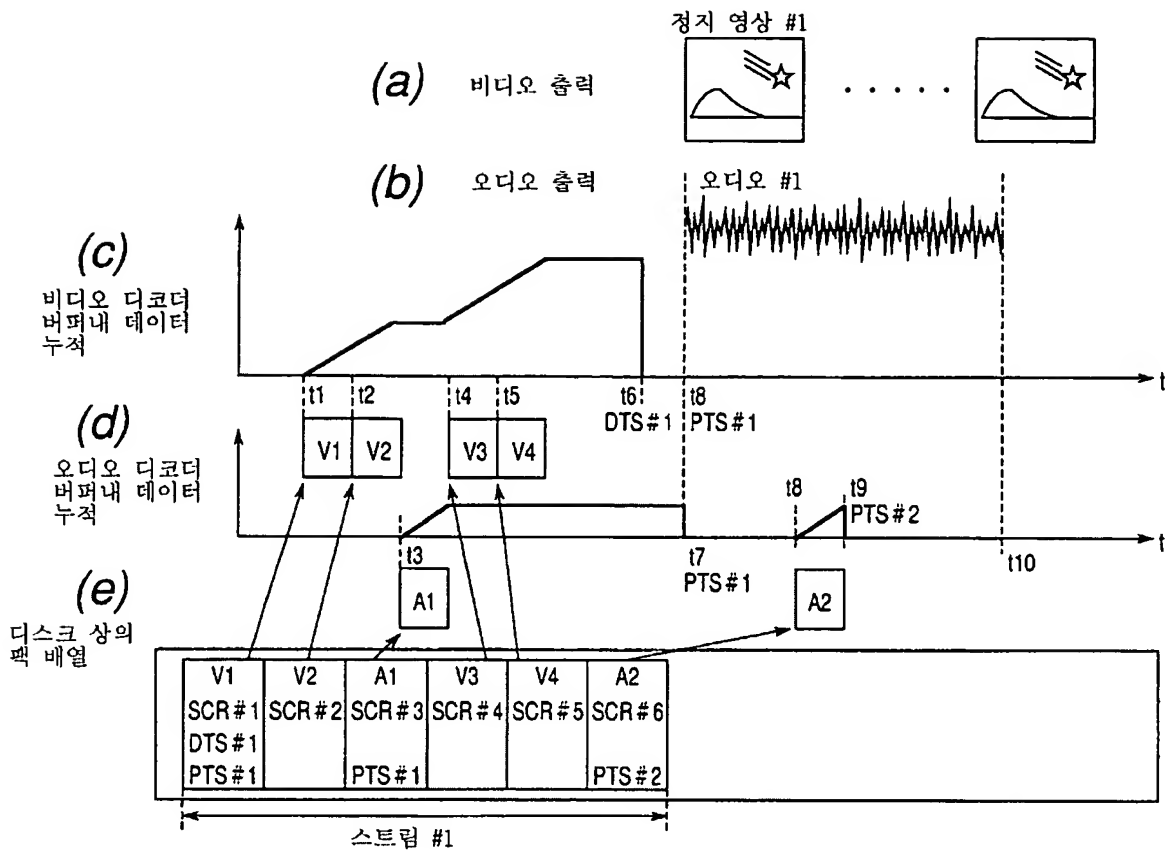 정지 영상 #1
(a) 비디오 출력
. . . . .
(b) 오디오 출력
오디오 #1
(c)
비디오 디코더
버퍼내 데이터
누적
t1 t2 t4 t5 t6 t8 t
DTS#1 PTS#1
(d)
V1 V2 V3 V4
오디오 디코더
버퍼내 데이터
누적
t8 t9
PTS#2
t
t3 t7 t10
PTS#1
(e)
A1 A2
디스크 상의
팩 배열
V1 V2 A1 V3 V4 A2
SCR#1 SCR#2 SCR#3 SCR#4 SCR#5 SCR#6
DTS#1
PTS#1 PTS#1 PTS#2
스트림 #1